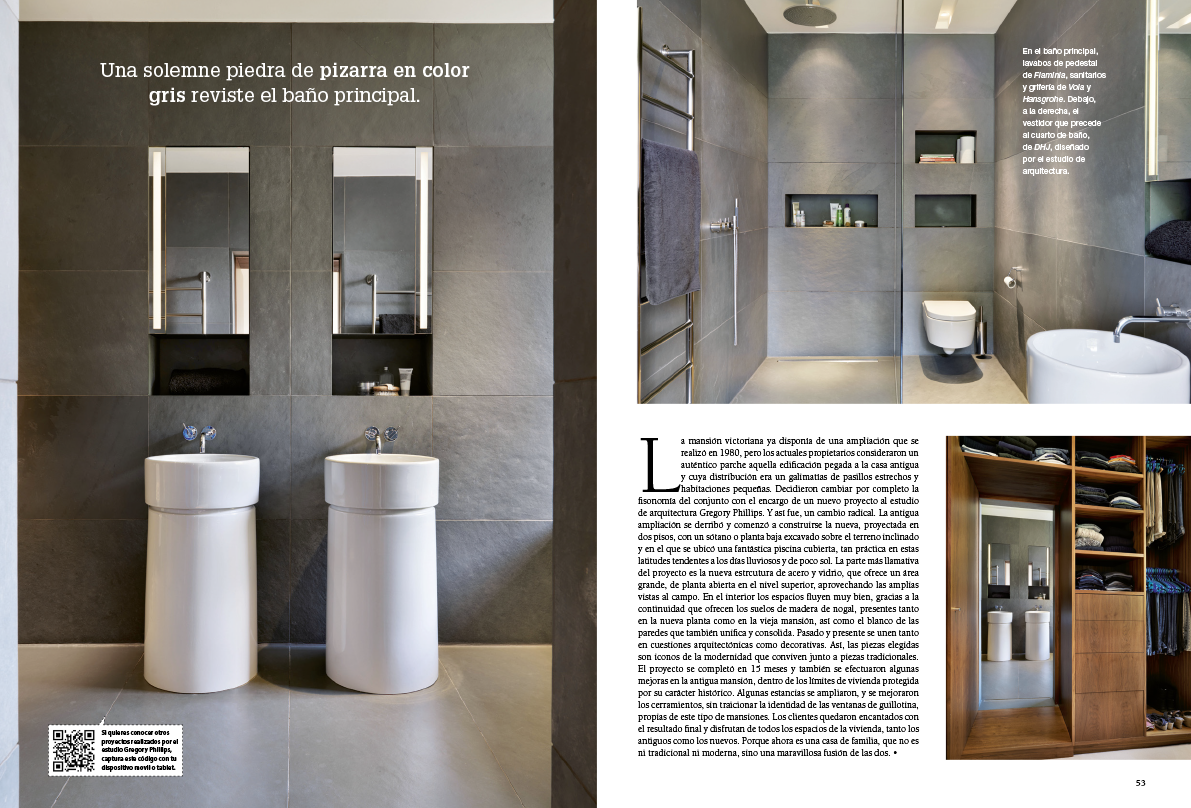 Una solemne piedra de pizarra en color
gris reviste el baño principal.
Si quieres conocer otros
proyectos realizados por el
estudio Gregory Phillips,
captura este código con tu
dispositivo movil o tablet.
En el baño principal,
lavabos de pedestal
de Flaminia, sanitarios
y grifería de Vola y
Hansgrohe. Debajo,
a la derecha, el
vestidor que precede
al cuarto de baño,
de DHJ, diseñado
por el estudio de
arquitectura.
La mansión victoriana ya disponía de una ampliación que se
realizó en 1980, pero los actuales propietarios consideraron un
auténtico parche aquella edificación pegada a la casa antigua
y cuya distribución era un galimatías de pasillos estrechos y
habitaciones pequeñas. Decidieron cambiar por completo la
fisonomía del conjunto con el encargo de un nuevo proyecto al estudio
de arquitectura Gregory Phillips. Y así fue, un cambio radical. La antigua
ampliación se derribó y comenzó a construirse la nueva, proyectada en
dos pisos, con un sótano o planta baja excavado sobre el terreno inclinado
y en el que se ubicó una fantástica piscina cubierta, tan práctica en estas
latitudes tendentes a los días lluviosos y de poco sol. La parte más llamativa
del proyecto es la nueva estrcutura de acero y vidrio, que ofrece un área
grande, de planta abierta en el nivel superior, aprovechando las amplias
vistas al campo. En el interior los espacios fluyen muy bien, gracias a la
continuidad que ofrecen los suelos de madera de nogal, presentes tanto
en la nueva planta como en la vieja mansión, así como el blanco de las
paredes que también unifica y consolida. Pasado y presente se unen tanto
en cuestiones arquitectónicas como decorativas. Así, las piezas elegidas
son iconos de la modernidad que conviven junto a piezas tradicionales.
El proyecto se completó en 15 meses y también se efectuaron algunas
mejoras en la antigua mansión, dentro de los límites de vivienda protegida
por su carácter histórico. Algunas estancias se ampliaron, y se mejoraron
los cerramientos, sin traicionar la identidad de las ventanas de guillotina,
propias de este tipo de mansiones. Los clientes quedaron encantados con
el resultado final y disfrutan de todos los espacios de la vivienda, tanto los
antiguos como los nuevos. Porque ahora es una casa de familia, que no es
ni tradicional ni moderna, sino una maravillosa fusión de las dos. •
53